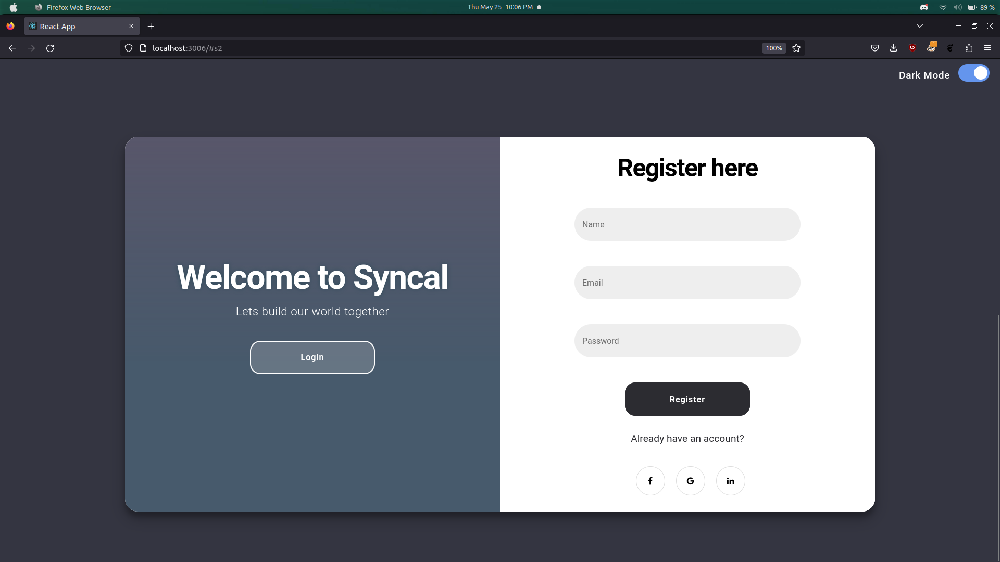 Firefox Web Browser
Thu May 25 10:06 PM
89 %
React App
localhost:3006/#s2
100%
1
Dark Mode
Welcome to Syncal
Lets build our world together
Login
Register here
Name
Email
Password
Register
Already have an account?
f
G
in